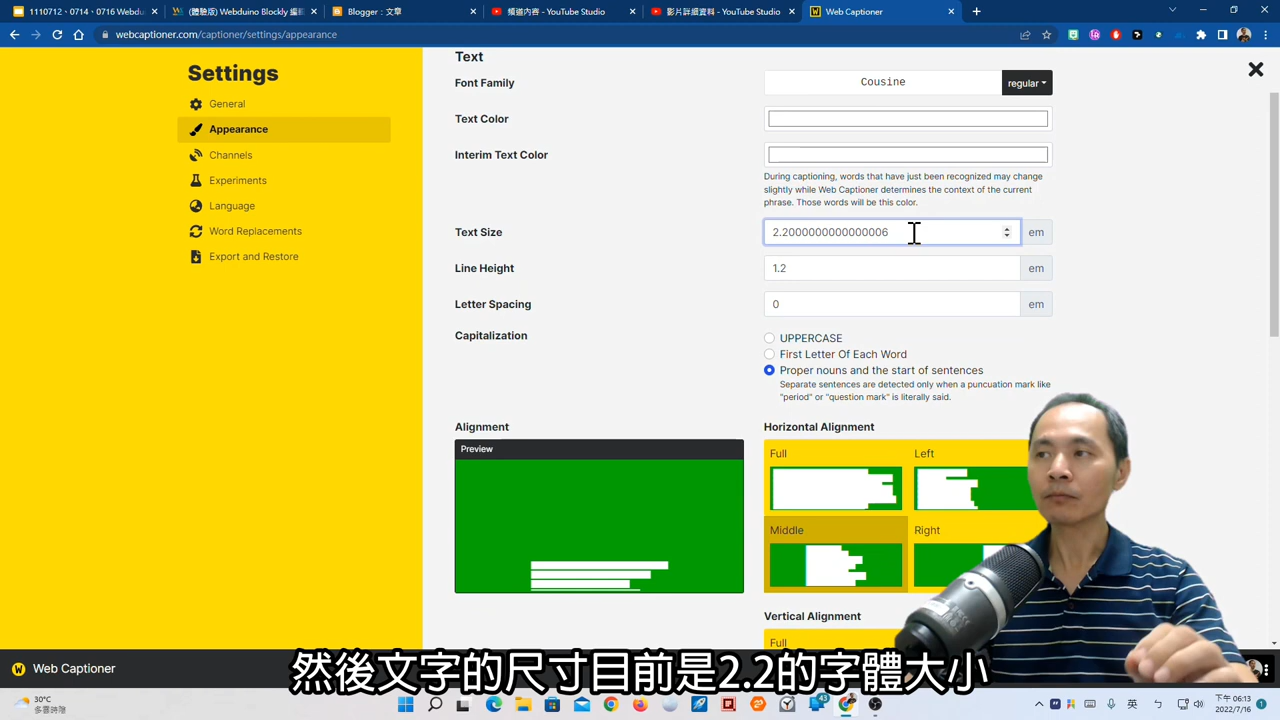 1110712 - 0714 - 0716 Webdu
(體驗版) Webduino Blockly 編輯
Blogger：文章
頻道內容 - YouTube Studio
影片詳細資料 - YouTube Studio
Web Captioner
webcaptioner.com/captioner/settings/appearance
Settings
General
Appearance
Channels
Experiments
Language
Word Replacements
Export and Restore
Text
Font Family
Cousine
regular
Text Color
Interim Text Color
During captioning, words that have just been recognized may change
slightly while Web Captioner determines the context of the current
phrase. Those words will be this color.
Text Size
2.2000000000000006
em
Line Height
1.2
em
Letter Spacing
0
em
Capitalization
UPPERCASE
First Letter Of Each Word
Proper nouns and the start of sentences
Separate sentences are detected only when a puncuation mark like
"period" or "question mark" is literally said.
Alignment
Preview
Horizontal Alignment
Full
Left
Middle
Right
Vertical Alignment
Full
W
Web Captioner
然後文字的尺寸目前是2.2的字體大小
30°C
多雲時陰
43
英
下午 06:13
2022/7/16